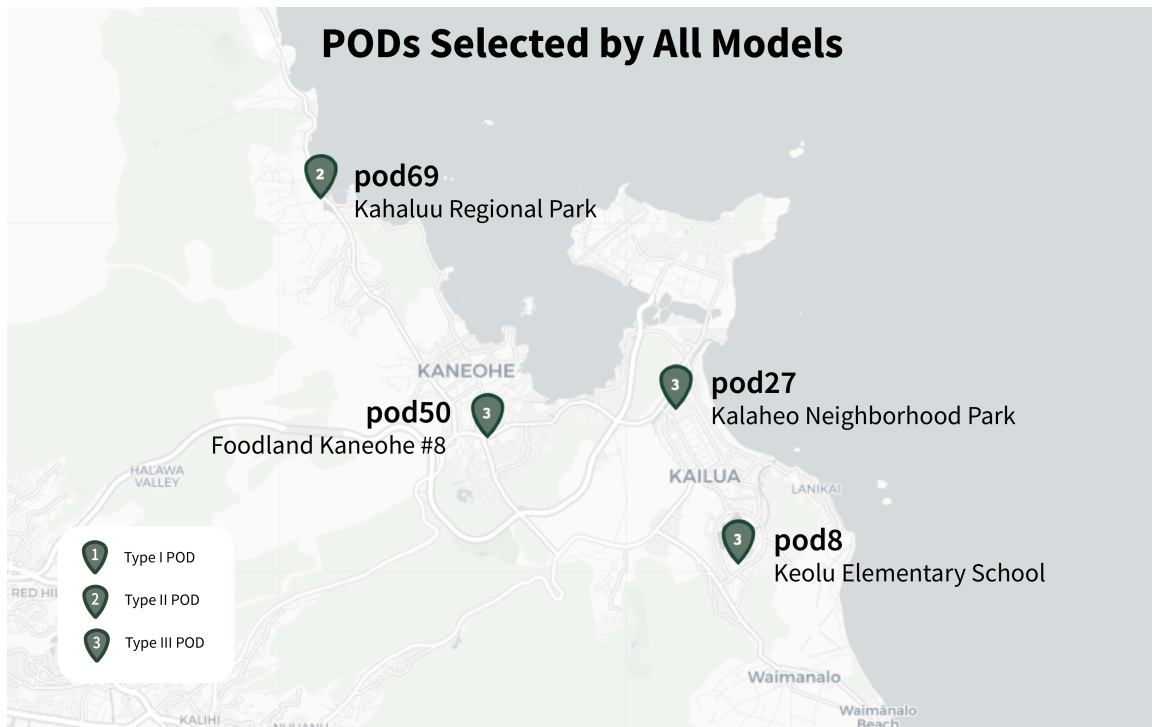 PODs Selected by All Models
2
pod69
Kahaluu Regional Park
KANEOHE
3
pod27
Kalaheo Neighborhood Park
pod50
3
Foodland Kaneohe #8
HALAWA
VALLEY
KAILUA
LANIKAI
3
pod8
Keolu Elementary School
1
Type I POD
2
Type II POD
3
Type III POD
RED HIL
Waimanalo
Waimānalo
Beach
KALIHI
NUUANU